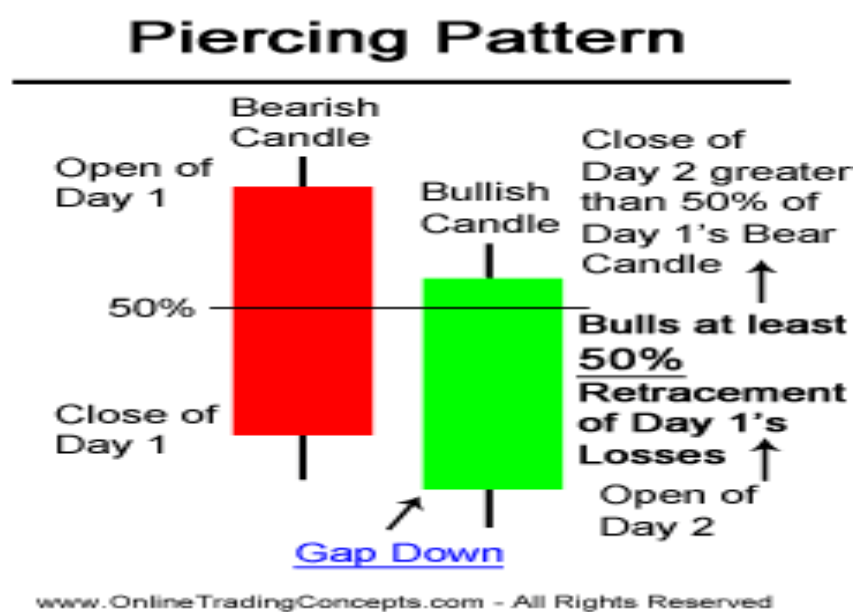 Piercing Pattern
Bearish
Candle
Open of
Day 1
Bullish
Candle
Close of
Day 2 greater
than 50% of
Day 1's Bear
Candle
50%
Bulls at least
50%
Retracement
of Day 1's
Losses
Close of
Day 1
Open of
Day 2
Gap Down
www.OnlineTradingConcepts.com - All Rights Reserved